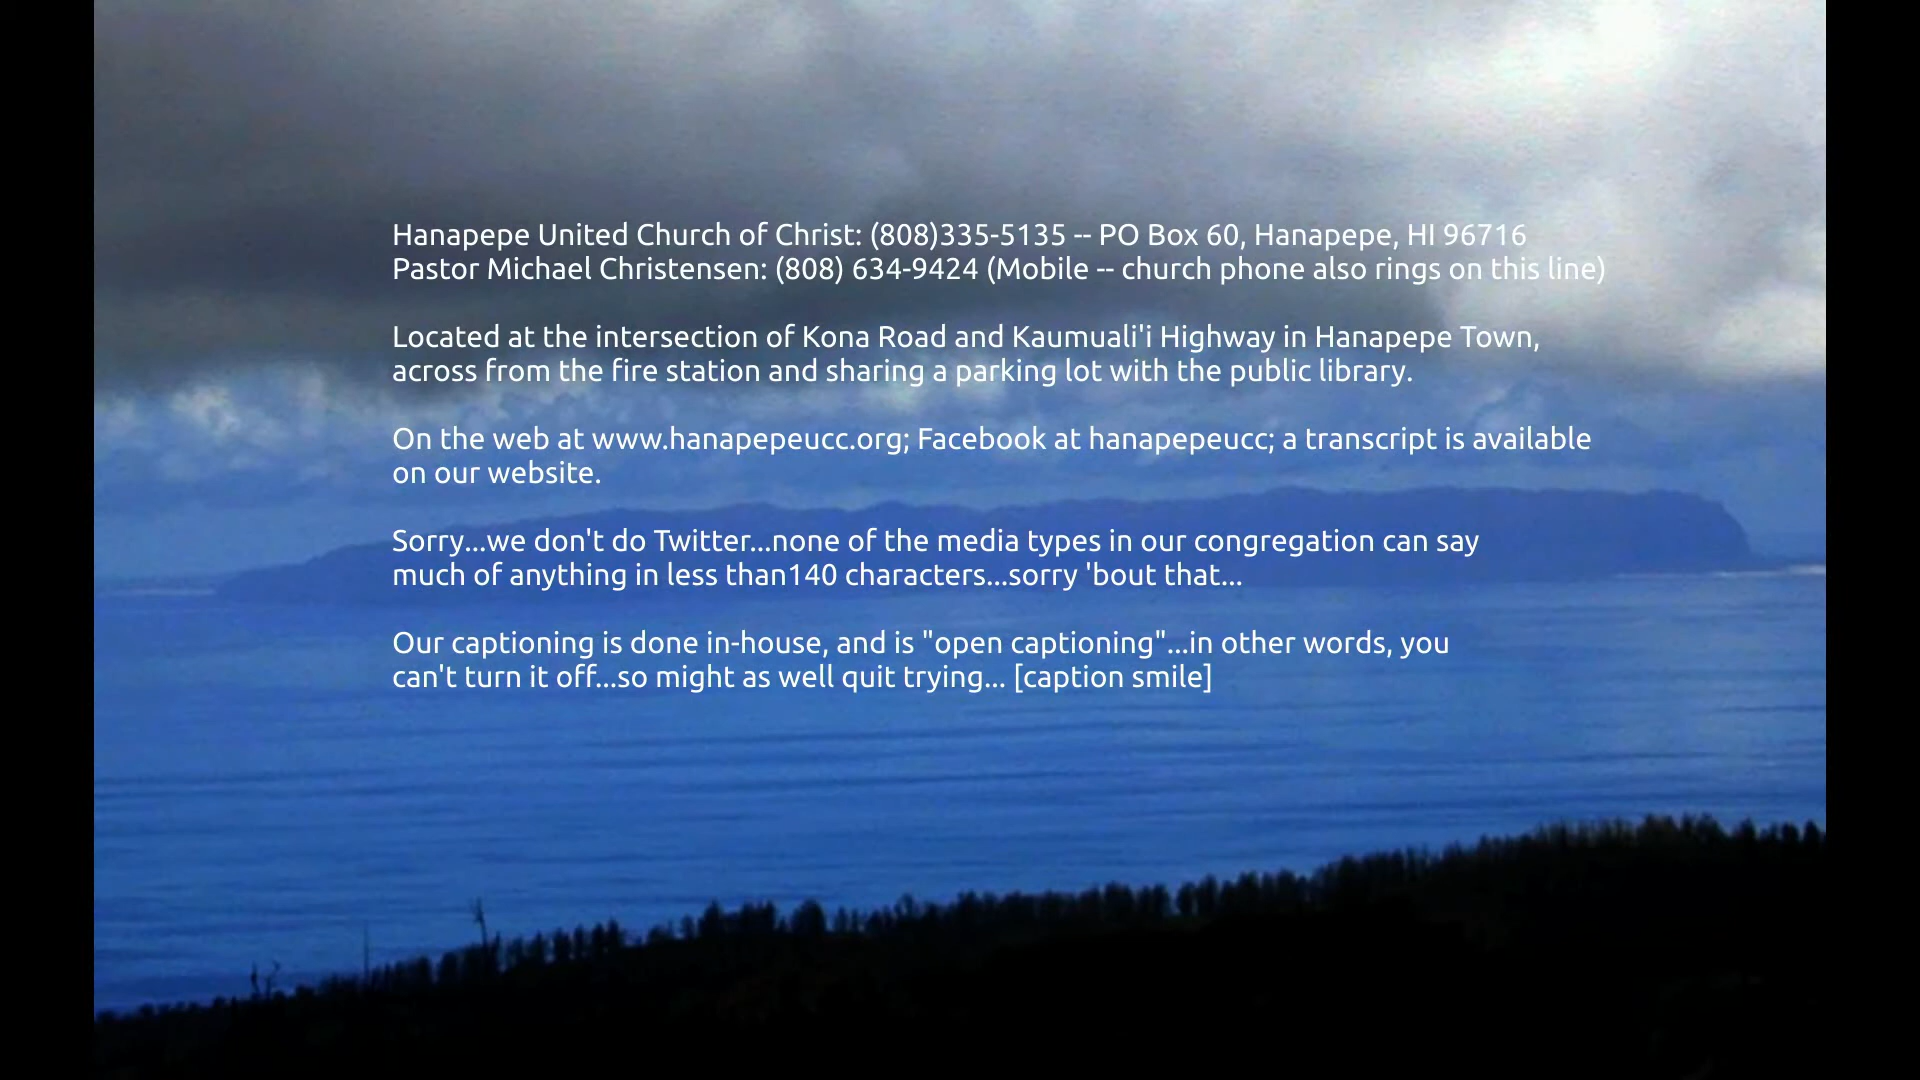 Hanapepe United Church of Christ: (808)335-5135 -- PO Box 60, Hanapepe, HI 96716
Pastor Michael Christensen: (808) 634-9424 (Mobile -- church phone also rings on this line)
Located at the intersection of Kona Road and Kaumuali'i Highway in Hanapepe Town,
across from the fire station and sharing a parking lot with the public library.
On the web at www.hanapepeucc.org; Facebook at hanapepeucc; a transcript is available
on our website.
Sorry...we don't do Twitter...none of the media types in our congregation can say
much of anything in less than140 characters...sorry 'bout that...
Our captioning is done in-house, and is "open captioning"...in other words, you
can't turn it off...so might as well quit trying... [caption smile]